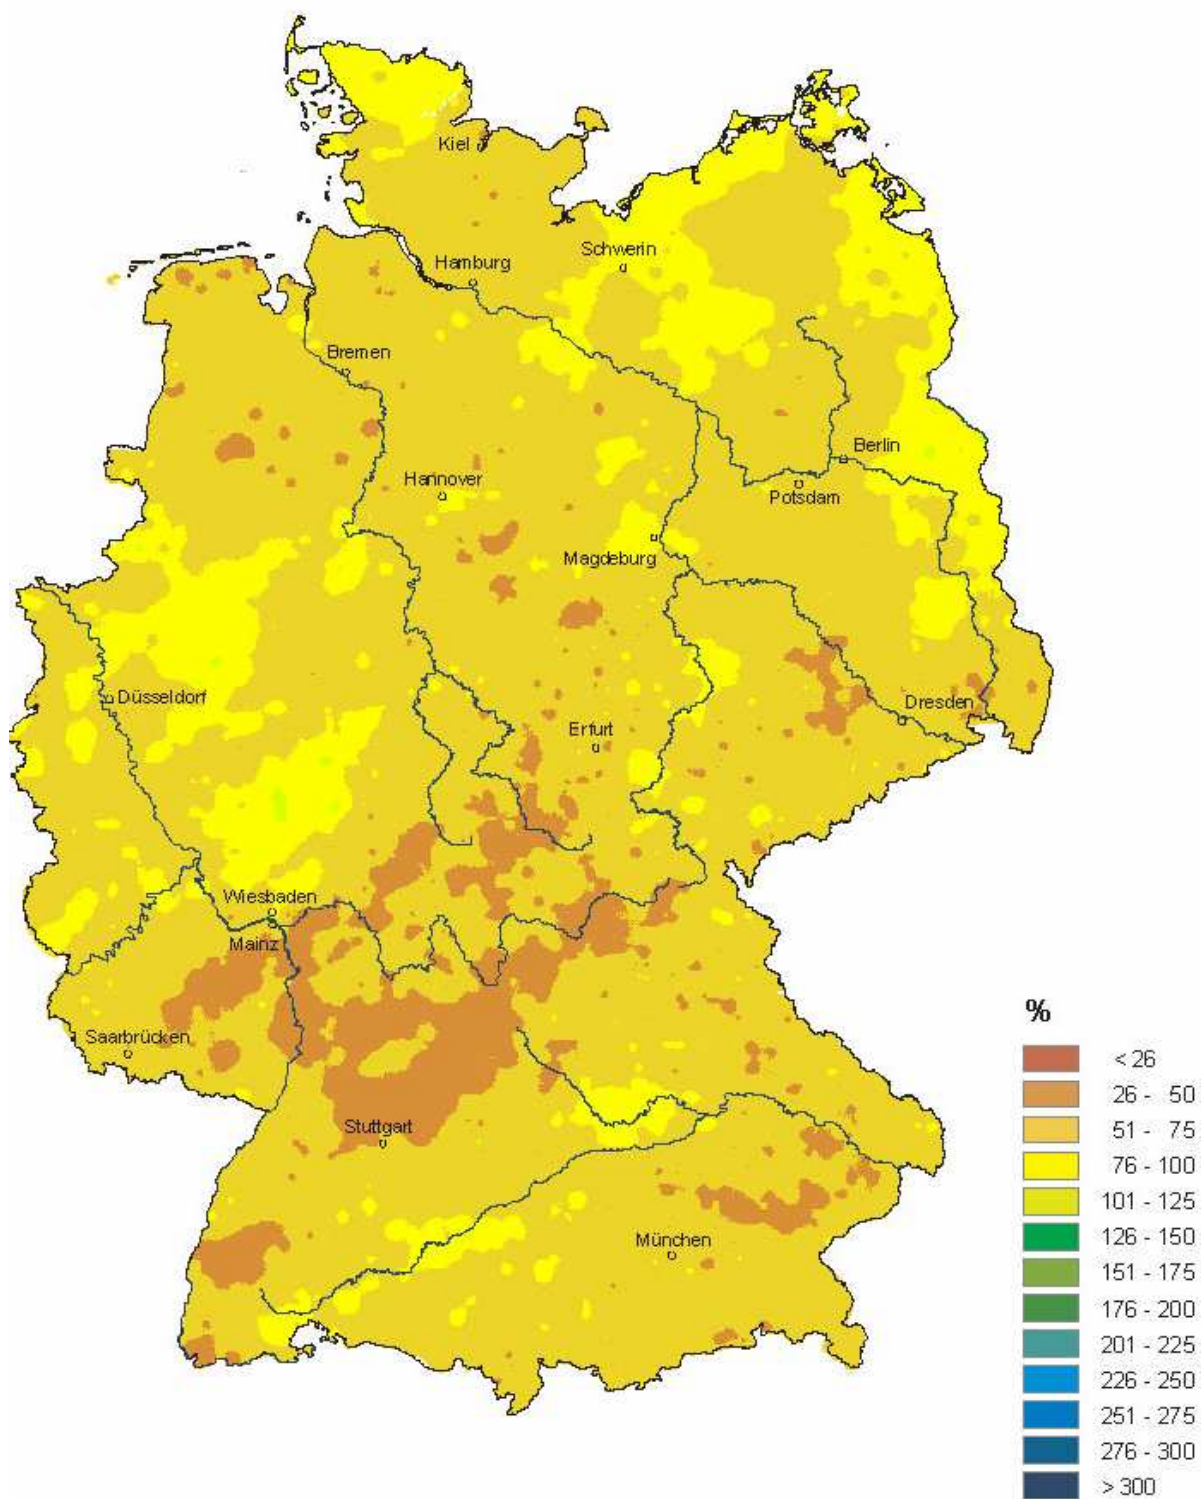 Kiel
Schwerin
Hamburg
Bremen
Berlin
Hannover
Potsdam
Magdeburg
Düsseldorf
Dresden
Erfurt
Wiesbaden
Mainz
Saarbrücken
Stuttgart
München
%
< 26
26 - 50
51 - 75
76 - 100
101 - 125
126 - 150
151 - 175
176 - 200
201 - 225
226 - 250
251 - 275
276 - 300
> 300